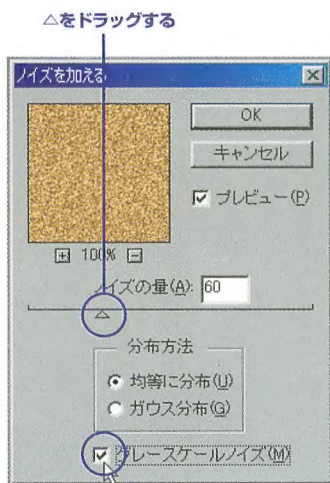 △をドラッグする
ノイズを加える
OK
キャンセル
プレビュー(P)
100%
ノイズの量(A): 60
分布方法
均等に分布(U)
ガウス分布(G)
グレースケールノイズ(M)